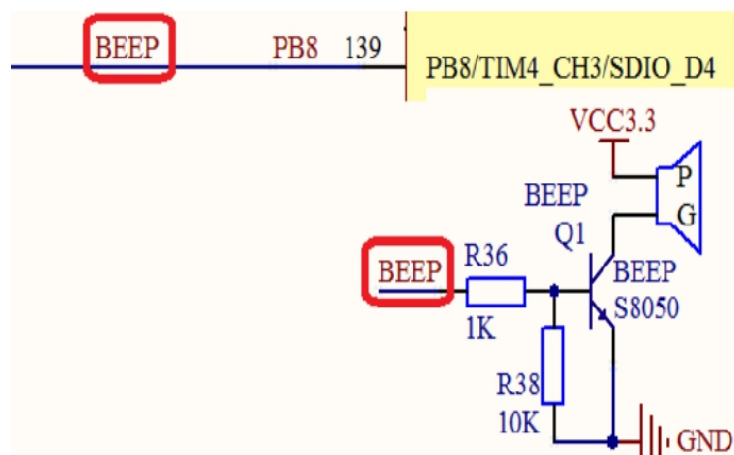 BEEP PB8 139
PB8/TIM4_CH3/SDIO_D4
VCC3.3
P
BEEP
G
Q1
BEEP R36 BEEP
S8050
1K
R38
10K
GND